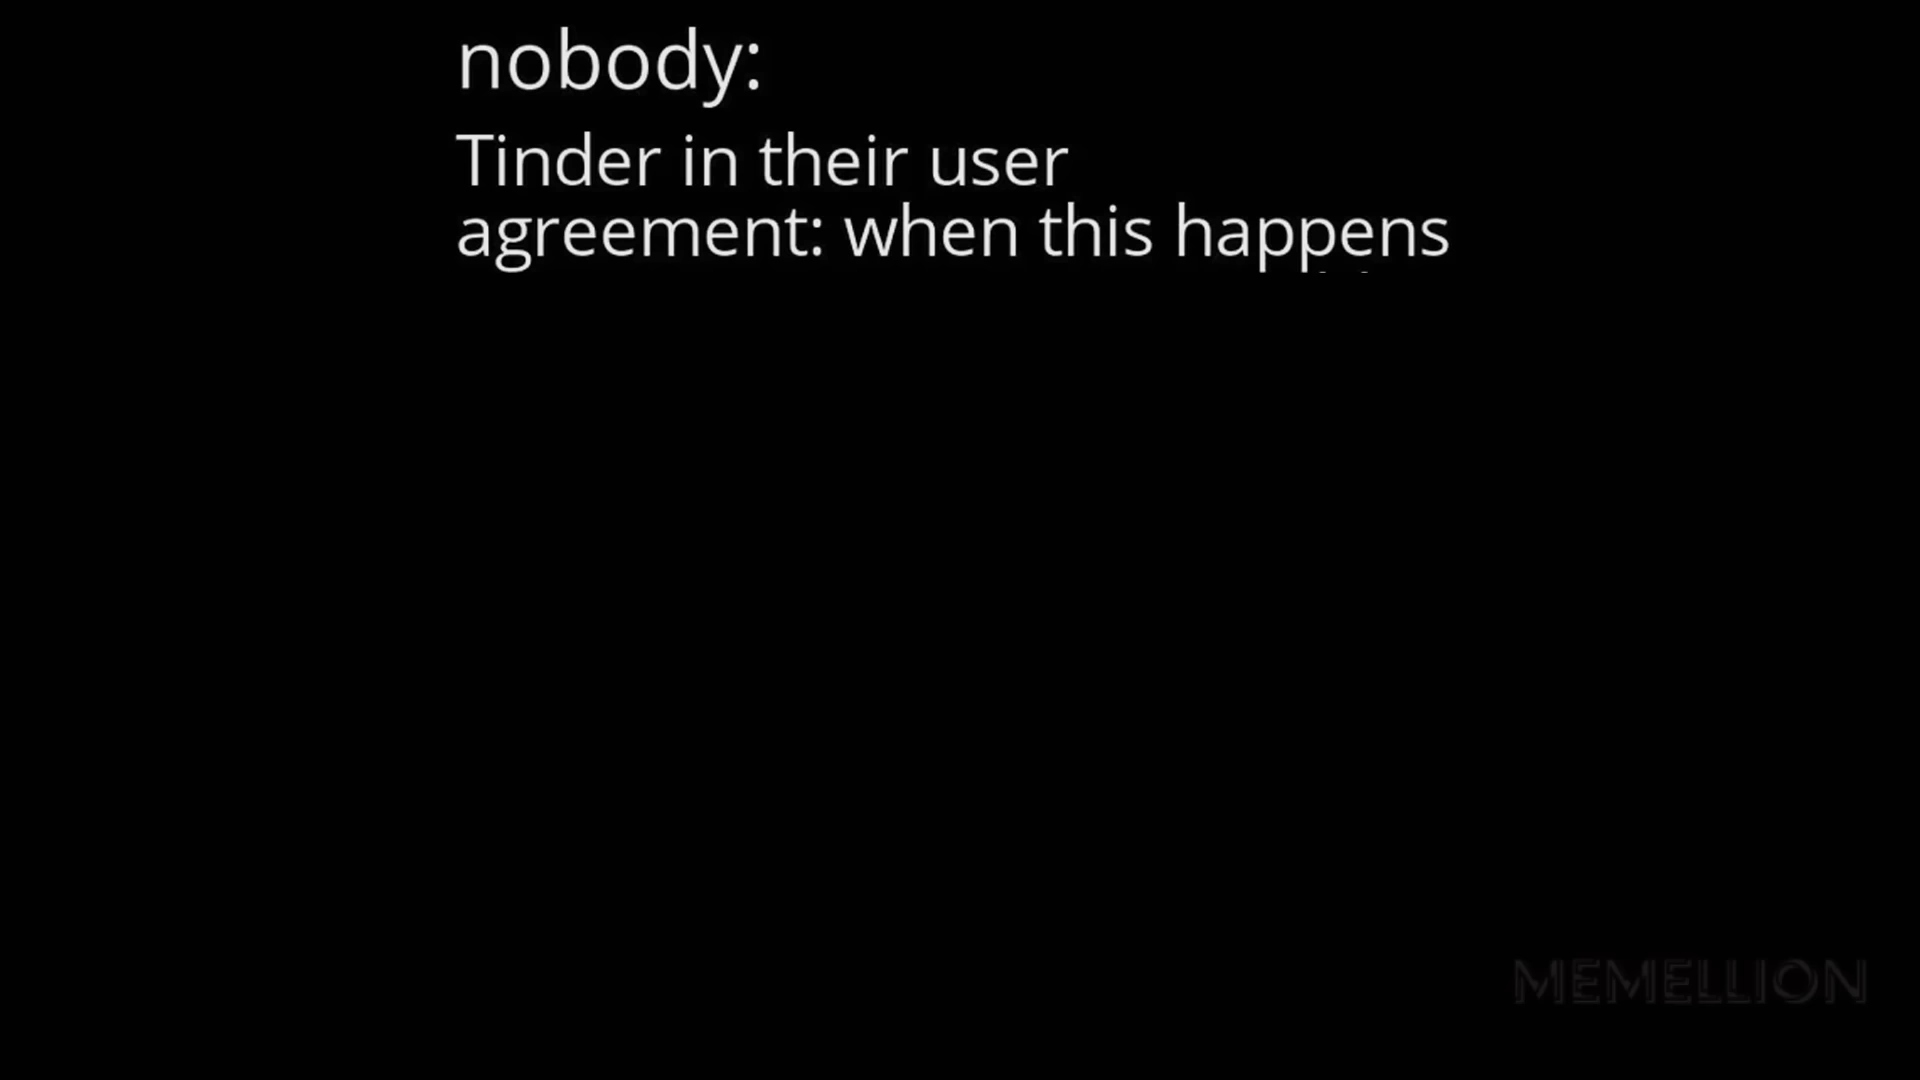 nobody:
Tinder in their user
agreement: when this happens
MEMELLION